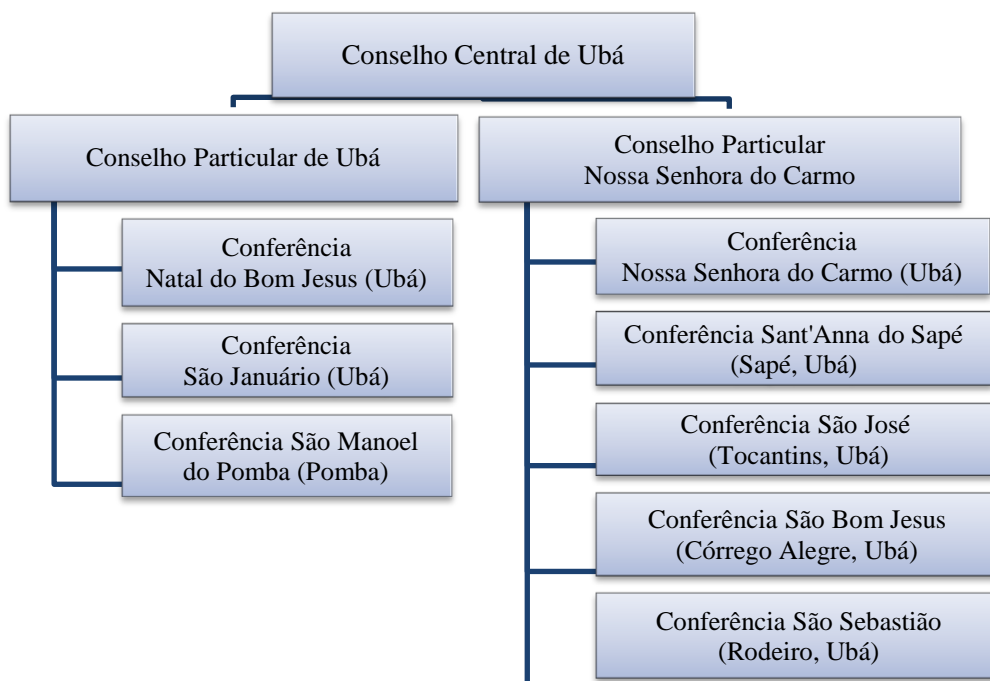 Conselho Central de Ubá
Conselho Particular de Ubá
Conferência
Natal do Bom Jesus (Ubá)
Conferência
São Januário (Ubá)
Conferência São Manoel
do Pomba (Pomba)
Conselho Particular
Nossa Senhora do Carmo
Conferência
Nossa Senhora do Carmo (Ubá)
Conferência Sant'Anna do Sapé
(Sapé, Ubá)
Conferência São José
(Tocantins, Ubá)
Conferência São Bom Jesus
(Córrego Alegre, Ubá)
Conferência São Sebastião
(Rodeiro, Ubá)